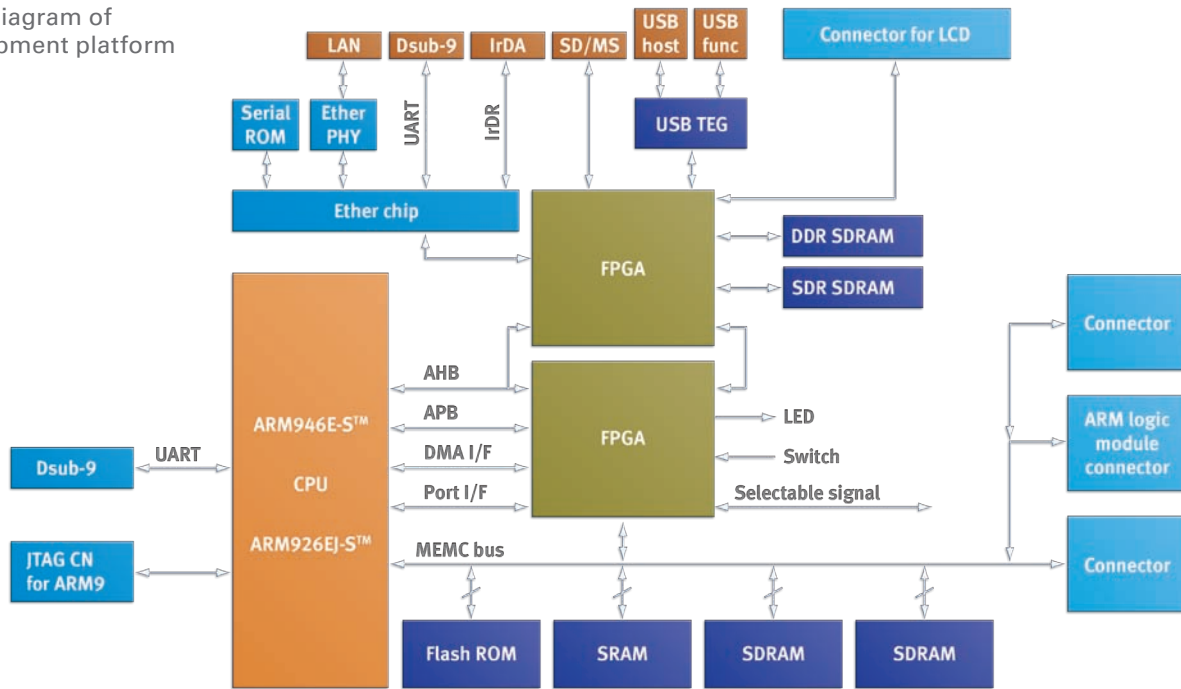 iagram of
pment platform
LAN
Dsub-9
IrDA
SD/MS
USB
host
USB
func
Connector for LCD
Serial
ROM
Ether
PHY
UART
IrDR
USB TEG
Ether chip
FPGA
DDR SDRAM
SDR SDRAM
Connector
AHB
APB
DMA I/F
Port I/F
FPGA
LED
Switch
Selectable signal
ARM logic
module
connector
ARM946E-S™
CPU
ARM926EJ-S™
Dsub-9
UART
JTAG CN
for ARM9
MEMC bus
Connector
Flash ROM
SRAM
SDRAM
SDRAM